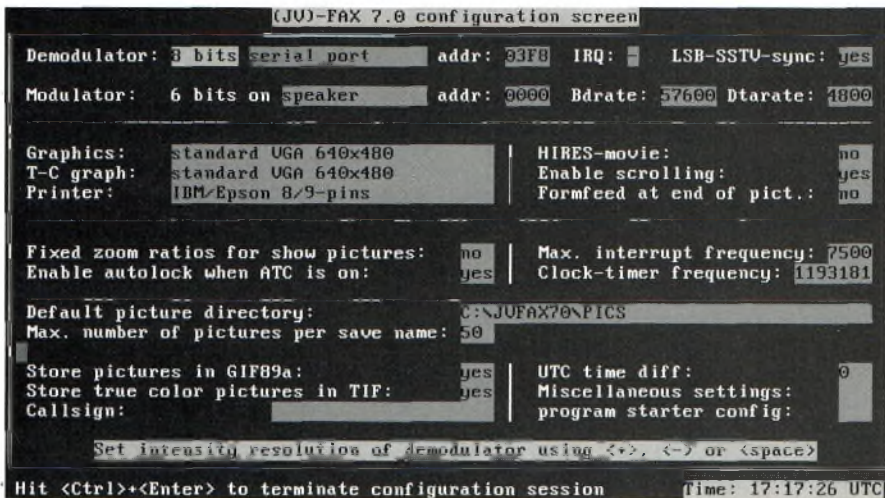 (JV)-FAX 7.0 configuration screen
Demodulator: 8 bits serial port addr: 03F8 IRQ: - LSB-SSTV-sync: yes
Modulator: 6 bits on speaker addr: 0000 Bdrate: 57600 Dtarate: 4800
Graphics: standard VGA 640x480 HIRES-movie: no
T-C graph: standard VGA 640x480 Enable scrolling: yes
Printer: IBM/Epson 8/9-pins Formfeed at end of pict.: no
Fixed zoom ratios for show pictures: no Max. interrupt frequency: 7500
Enable autolock when ATC is on: yes Clock-timer frequency: 1193181
Default picture directory: C:\JVFAX70\PICS
Max. number of pictures per save name: 50
Store pictures in GIF89a: yes UTC time diff: 0
Store true color pictures in TIF: yes Miscellaneous settings:
Callsign: program starter config:
Set intensity resolution of demodulator using <+>, <-> or <space>
Hit <Ctrl>+<Enter> to terminate configuration session Time: 17:17:26 UTC